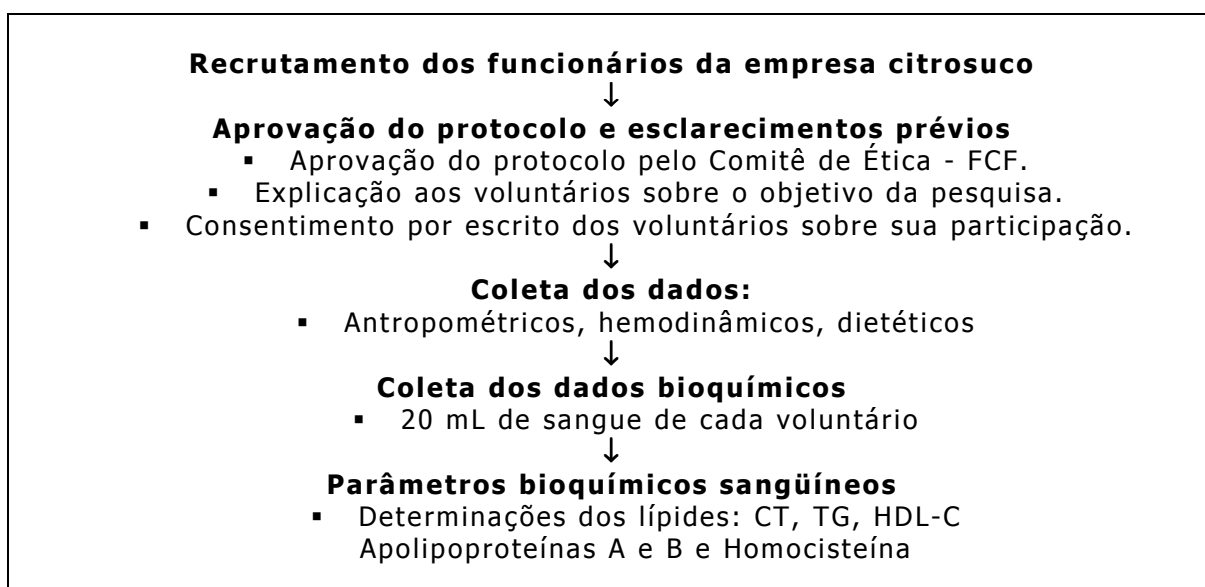 Recrutamento dos funcionários da empresa citrosuco
↓
Aprovação do protocolo e esclarecimentos prévios
▪ Aprovação do protocolo pelo Comitê de Ética - FCF.
▪ Explicação aos voluntários sobre o objetivo da pesquisa.
▪ Consentimento por escrito dos voluntários sobre sua participação.
↓
Coleta dos dados:
▪ Antropométricos, hemodinâmicos, dietéticos
↓
Coleta dos dados bioquímicos
▪ 20 mL de sangue de cada voluntário
↓
Parâmetros bioquímicos sangüíneos
▪ Determinações dos lípides: CT, TG, HDL-C
Apolipoproteínas A e B e Homocisteína